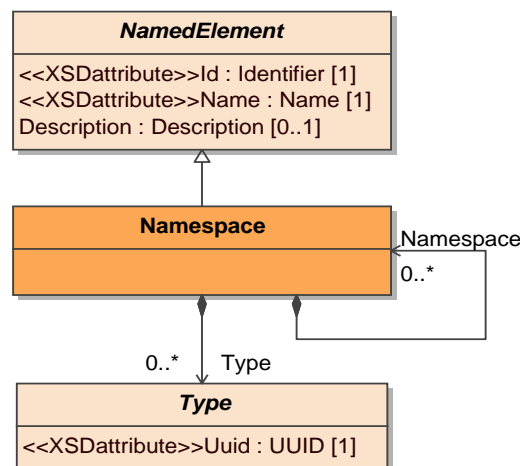 NamedElement
<<XSDattribute>>Id : Identifier [1]
<<XSDattribute>>Name : Name [1]
Description : Description [0..1]
Namespace
Namespace
0..*
0..* Type
Type
<<XSDattribute>>Uuid : UUID [1]